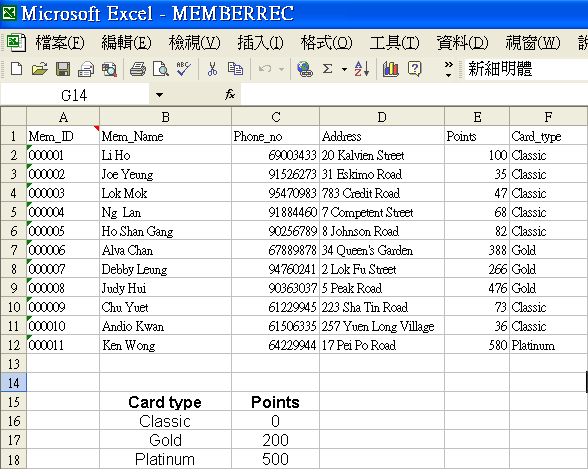 Microsoft Excel - MEMBERREC
檔案(F) 編輯(E) 檢視(V) 插入(I) 格式(O) 工具(T) 資料(D) 視窗(W) 說
新細明體
G14 fx
A B C D E F
1 Mem_ID Mem_Name Phone_no Address Points Card_type
2 000001 Li Ho 69003433 20 Kalvien Street 100 Classic
3 000002 Joe Yeung 91526273 31 Eskimo Road 35 Classic
4 000003 Lok Mok 95470983 783 Credit Road 47 Classic
5 000004 Ng Lan 91884460 7 Competent Street 68 Classic
6 000005 Ho Shan Gang 90256789 8 Johnson Road 82 Classic
7 000006 Alva Chan 67889878 34 Queen's Garden 388 Gold
8 000007 Debby Leung 94760241 2 Lok Fu Street 266 Gold
9 000008 Judy Hui 90363037 5 Peak Road 476 Gold
10 000009 Chu Yuet 61229945 223 Sha Tin Road 73 Classic
11 000010 Andio Kwan 61506335 257 Yuen Long Village 36 Classic
12 000011 Ken Wong 64229944 17 Pei Po Road 580 Platinum
13
14
15 Card type Points
16 Classic 0
17 Gold 200
18 Platinum 500